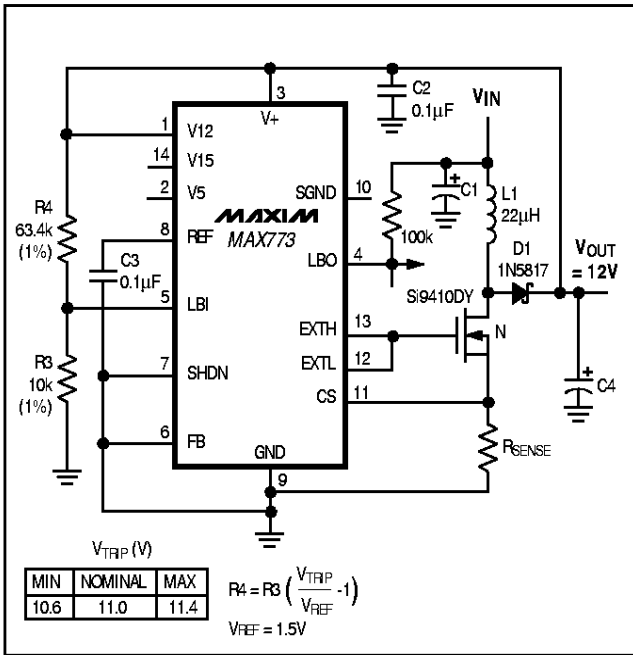 3
V+
C2
0.1μF
VIN
1
V12
14
V15
2
V5
SGND
10
C1
L1
22μH
R4
63.4k
(1%)
MAXIM
MAX773
8
REF
100k
D1
1N5817
VOUT
= 12V
C3
0.1μF
LBO
4
5
LBI
Si9410DY
EXTH
13
N
EXTL
12
R3
10k
(1%)
7
SHDN
CS
11
C4
6
FB
RSENSE
GND
9
VTRIP (V)
MIN NOMINAL MAX
10.6 11.0 11.4
R4 = R3 ( VTRIP / VREF -1)
VREF = 1.5V